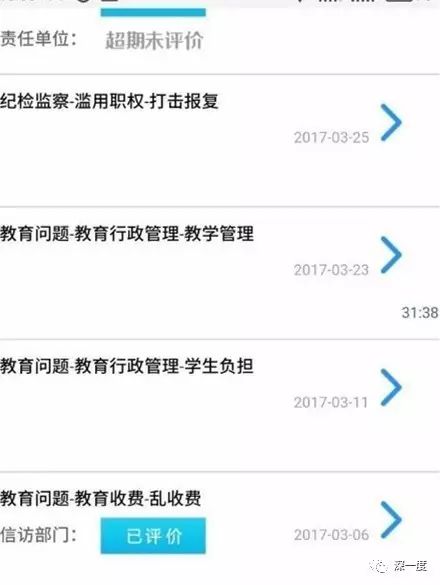 责任单位： 超期未评价
纪检监察-滥用职权-打击报复
2017-03-25
教育问题-教育行政管理-教学管理
2017-03-23
31:38
教育问题-教育行政管理-学生负担
2017-03-11
教育问题-教育收费-乱收费
信访部门： 已评价
2017-03-06
深一度